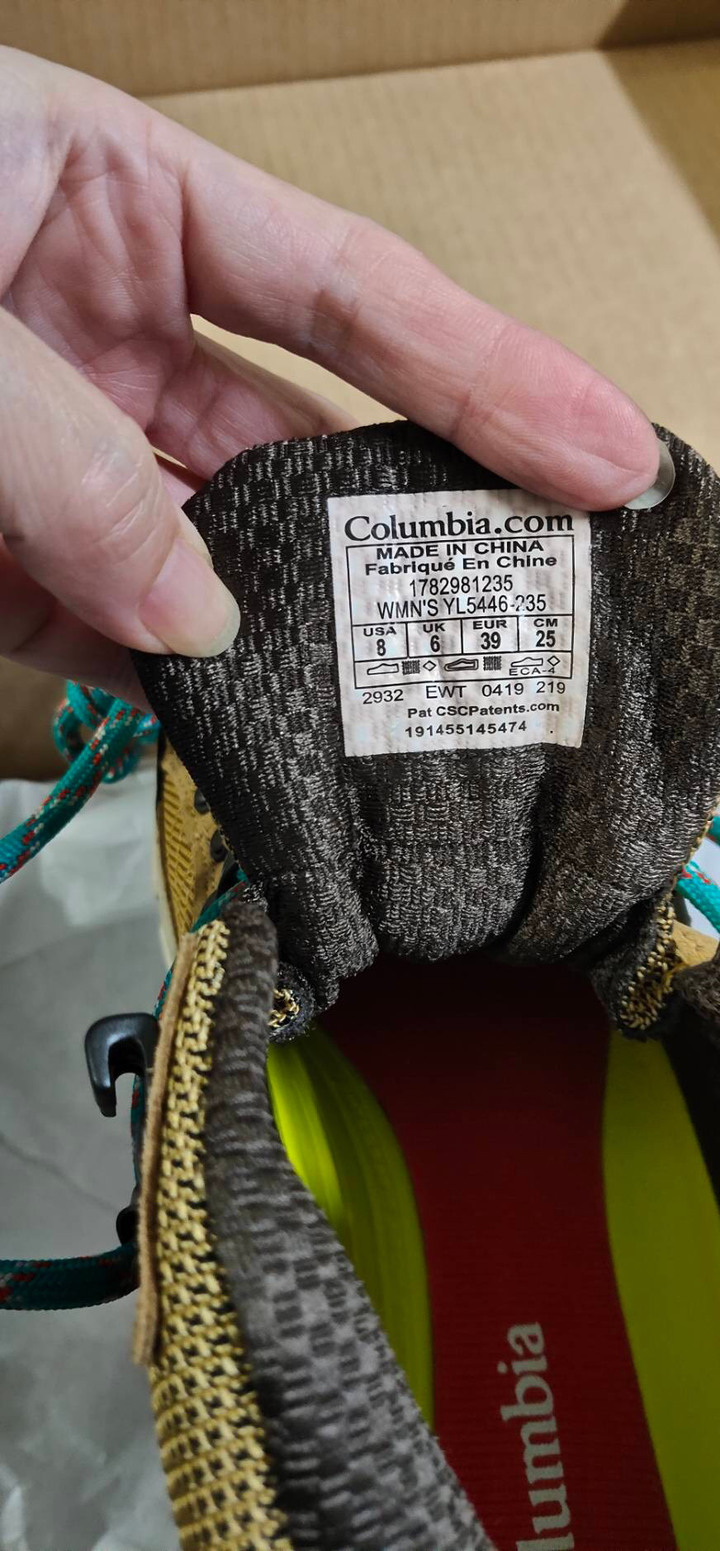 Columbia.com
MADE IN CHINA
Fabriqué En Chine
1782981235
WMN'S YL5446-235
USA UK EUR CM
8 6 39 25
ECA-4
2932 EWT 0419 219
Pat CSCPatents.com
191455145474
lumbia